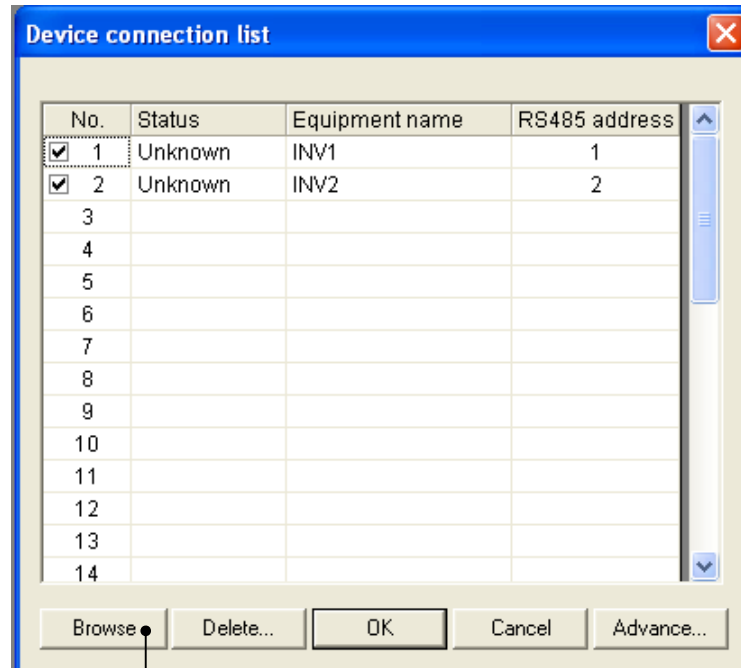 Device connection list
No. Status Equipment name RS485 address
1 Unknown INV1 1
2 Unknown INV2 2
3
4
5
6
7
8
9
10
11
12
13
14
Browse Delete... OK Cancel Advance...